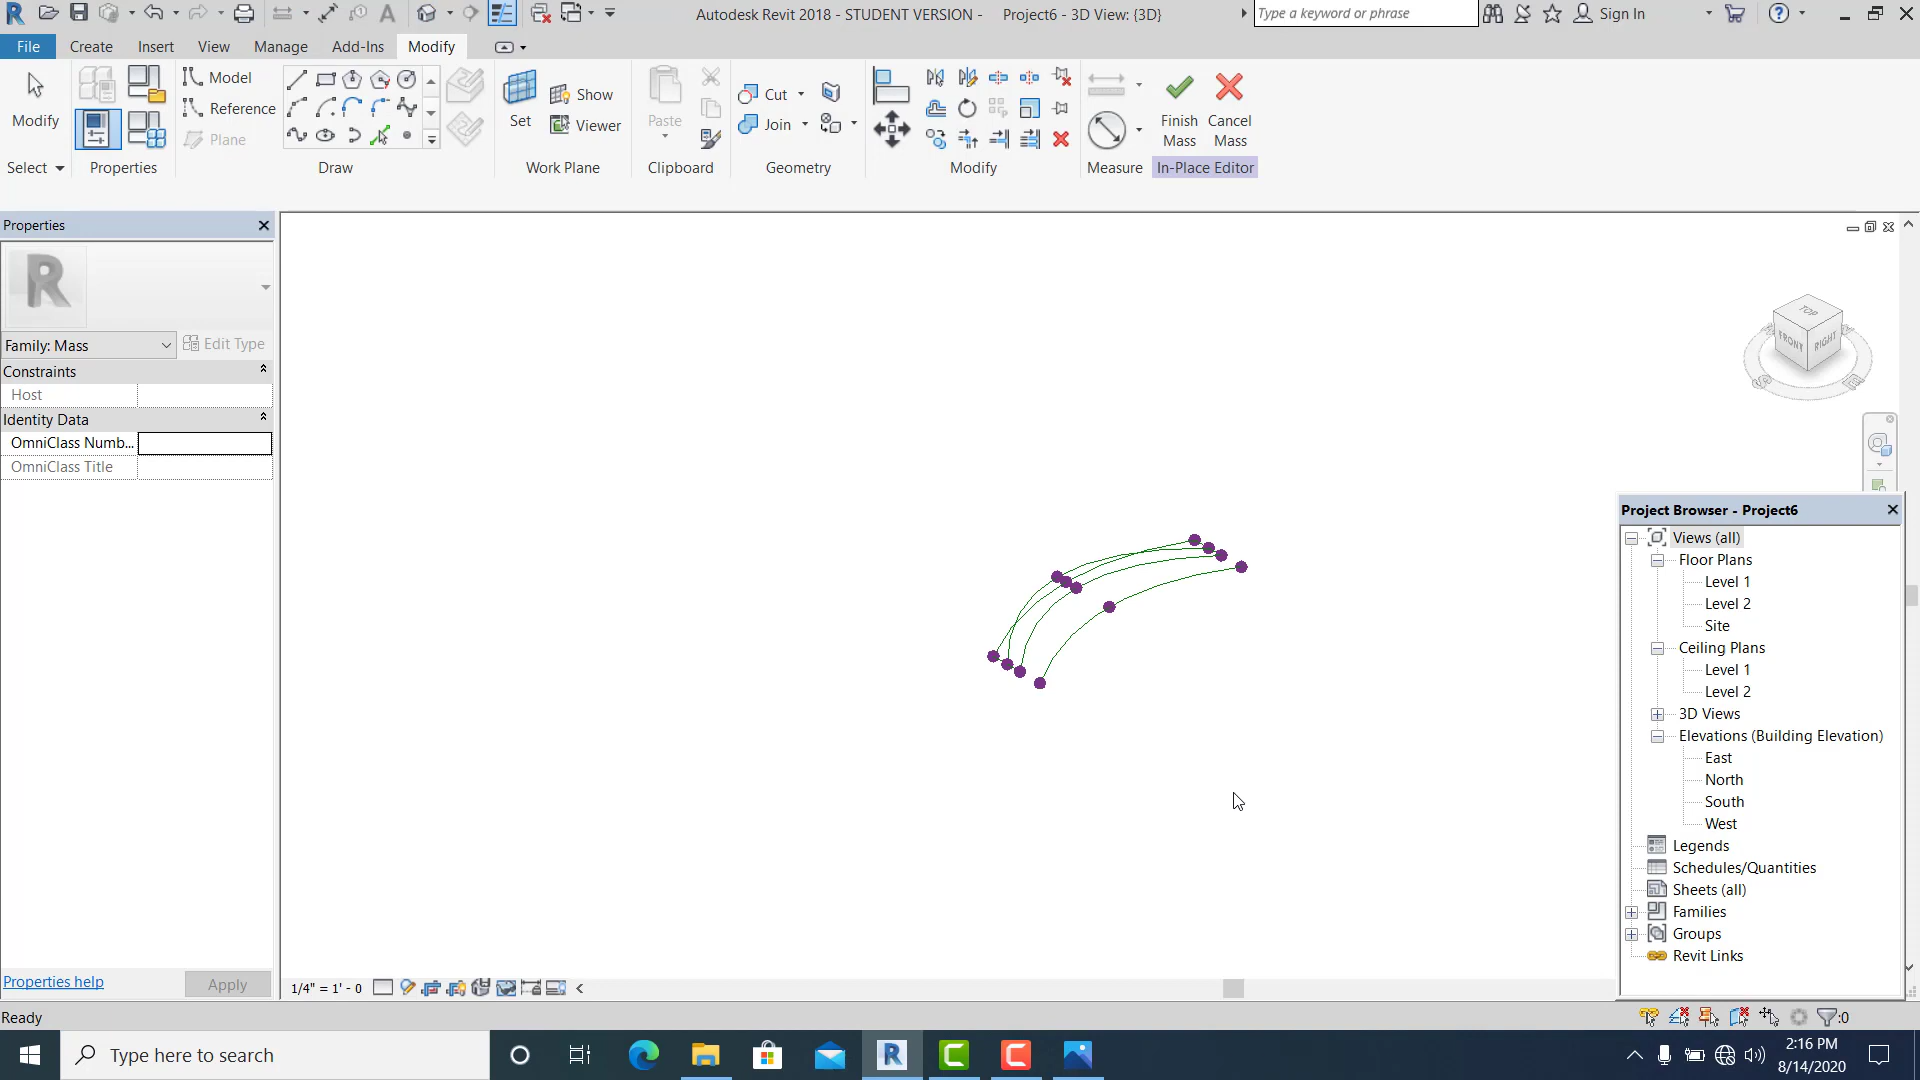 Autodesk Revit 2018 - STUDENT VERSION - Project6 - 3D View: {3D}
Type a keyword or phrase
Sign In
File Create Insert View Manage Add-Ins Modify
Modify
Select
Properties
Model
Reference
Plane
Draw
Set
Show
Viewer
Work Plane
Paste
Clipboard
Cut
Join
Geometry
Modify
Measure
Finish Mass
Cancel Mass
In-Place Editor
Properties
R
Family: Mass
Edit Type
Constraints
Host
Identity Data
OmniClass Numb...
OmniClass Title
Properties help
Apply
TOP
FRONT
RIGHT
S
E
Project Browser - Project6
Views (all)
Floor Plans
Level 1
Level 2
Site
Ceiling Plans
Level 1
Level 2
3D Views
Elevations (Building Elevation)
East
North
South
West
Legends
Schedules/Quantities
Sheets (all)
Families
Groups
Revit Links
1/4" = 1' - 0
Ready
:0
Type here to search
2:16 PM
8/14/2020